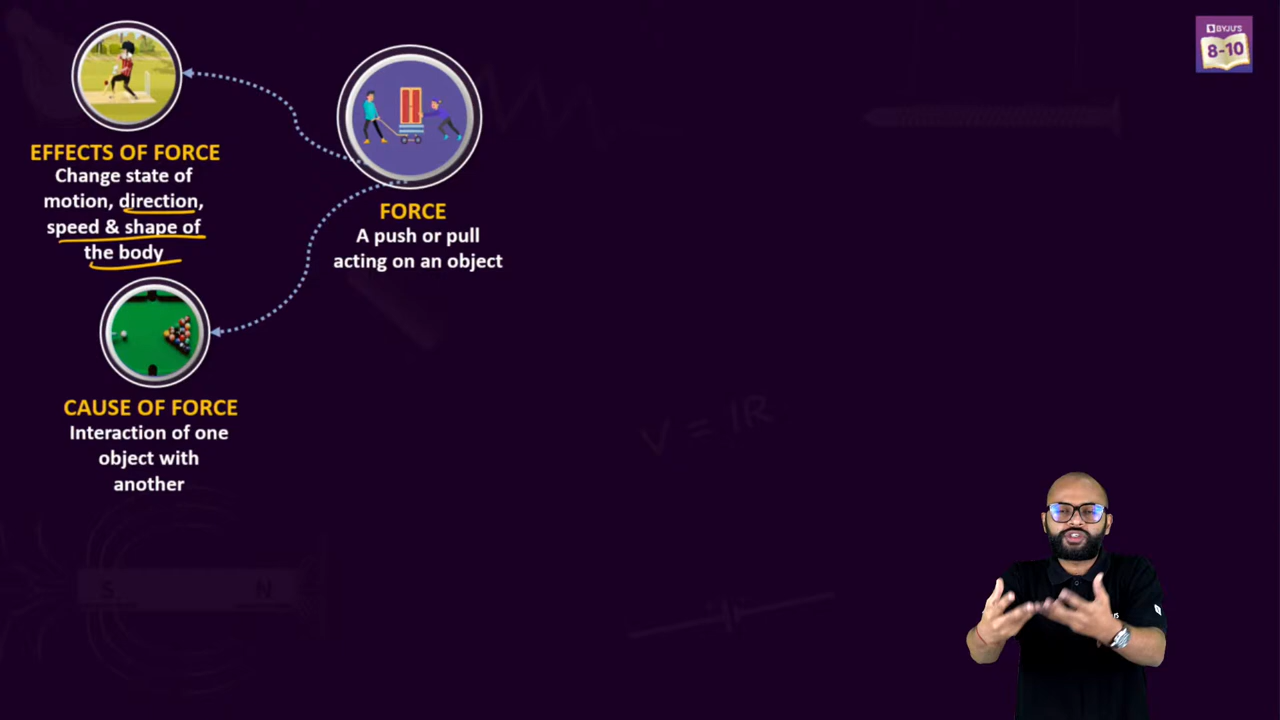 BYJU'S
8-10
EFFECTS OF FORCE
Change state of
motion, direction,
speed & shape of
the body
FORCE
A push or pull
acting on an object
CAUSE OF FORCE
Interaction of one
object with
another
V = IR
S N